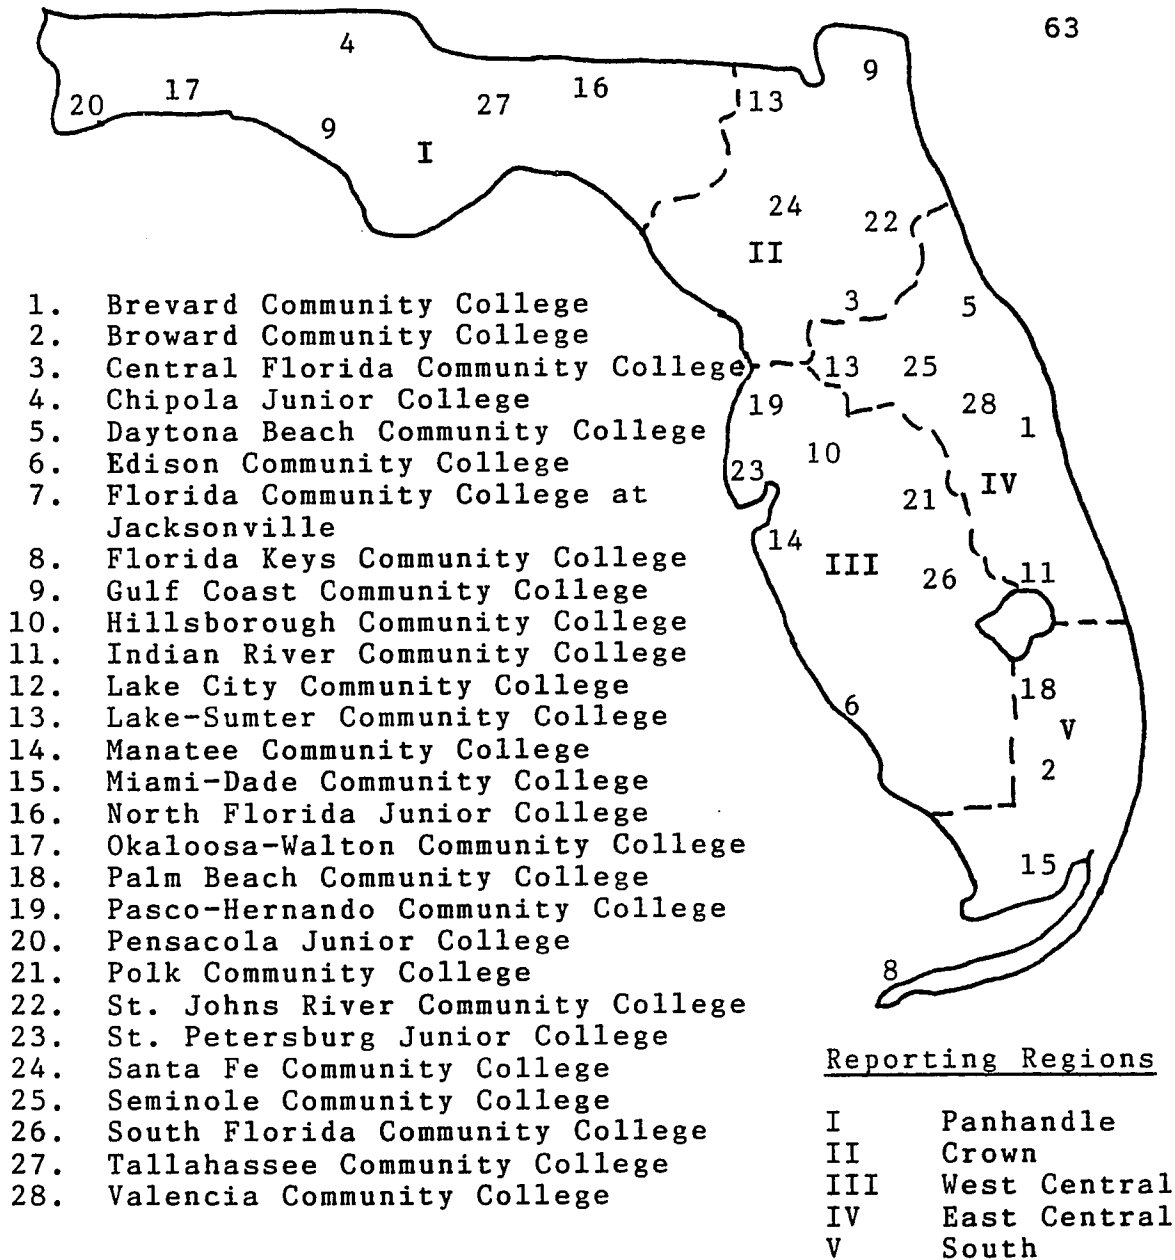 63
4
9
17
16
13
20
27
9
I
24
22
II
3
5
13
25
19
28
1
10
23
IV
21
14
III
26
11
18
6
V
2
15
8
1. Brevard Community College
2. Broward Community College
3. Central Florida Community College
4. Chipola Junior College
5. Daytona Beach Community College
6. Edison Community College
7. Florida Community College at
Jacksonville
8. Florida Keys Community College
9. Gulf Coast Community College
10. Hillsborough Community College
11. Indian River Community College
12. Lake City Community College
13. Lake-Sumter Community College
14. Manatee Community College
15. Miami-Dade Community College
16. North Florida Junior College
17. Okaloosa-Walton Community College
18. Palm Beach Community College
19. Pasco-Hernando Community College
20. Pensacola Junior College
21. Polk Community College
22. St. Johns River Community College
23. St. Petersburg Junior College
24. Santa Fe Community College
25. Seminole Community College
26. South Florida Community College
27. Tallahassee Community College
28. Valencia Community College
Reporting Regions
I Panhandle
II Crown
III West Central
IV East Central
V South